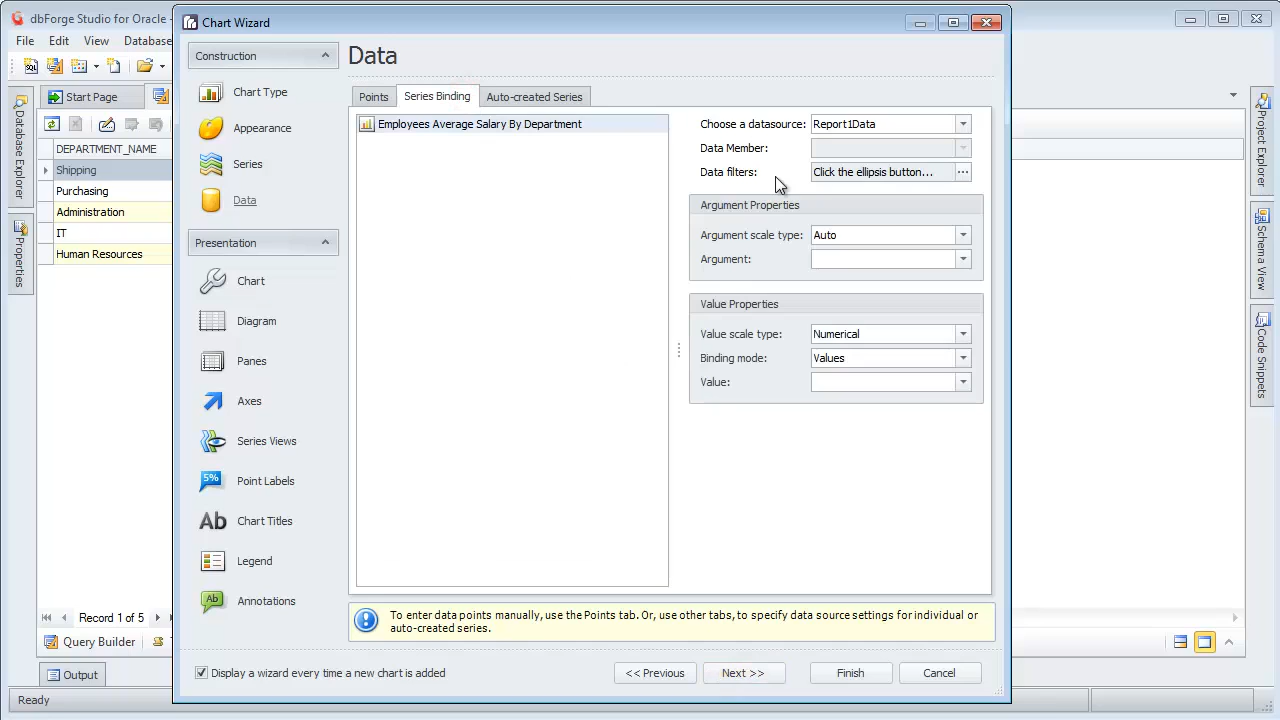 dbForge Studio for Oracle -
File Edit View Database
Start Page
Database Explorer
Properties
DEPARTMENT_NAME
Shipping
Purchasing
Administration
IT
Human Resources
Record 1 of 5
Query Builder
Output
Ready
Chart Wizard
Construction
Chart Type
Appearance
Series
Data
Presentation
Chart
Diagram
Panes
Axes
Series Views
5%
Point Labels
Ab
Chart Titles
Legend
Ab
Annotations
Data
Points Series Binding Auto-created Series
Employees Average Salary By Department
Choose a datasource: Report1Data
Data Member:
Data filters: Click the ellipsis button... ...
Argument Properties
Argument scale type: Auto
Argument:
Value Properties
Value scale type: Numerical
Binding mode: Values
Value:
To enter data points manually, use the Points tab. Or, use other tabs, to specify data source settings for individual or
auto-created series.
Display a wizard every time a new chart is added
<< Previous Next >> Finish Cancel
Project Explorer
Schema View
Code Snippets